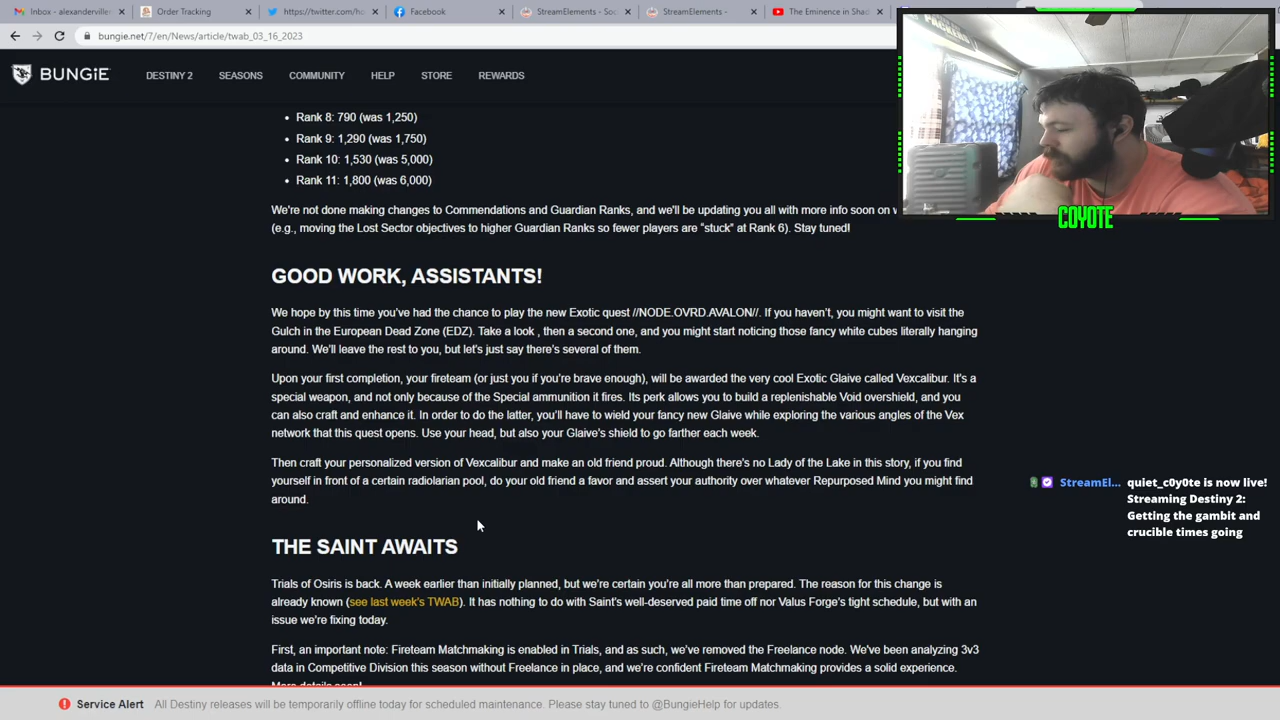 Inbox - alexanderviller
Order Tracking
https://twitter.com/ho
Facebook
StreamElements - Soc
StreamElements -
The Eminence in Shac
bungie.net/7/en/News/article/twab_03_16_2023
BUNGiE
DESTINY 2
SEASONS
COMMUNITY
HELP
STORE
REWARDS
PACKERS
COYOTE
• Rank 8: 790 (was 1,250)
• Rank 9: 1,290 (was 1,750)
• Rank 10: 1,530 (was 5,000)
• Rank 11: 1,800 (was 6,000)
We're not done making changes to Commendations and Guardian Ranks, and we'll be updating you all with more info soon on w
(e.g., moving the Lost Sector objectives to higher Guardian Ranks so fewer players are "stuck" at Rank 6). Stay tuned!
GOOD WORK, ASSISTANTS!
We hope by this time you've had the chance to play the new Exotic quest //NODE.OVRD.AVALON//. If you haven't, you might want to visit the
Gulch in the European Dead Zone (EDZ). Take a look , then a second one, and you might start noticing those fancy white cubes literally hanging
around. We'll leave the rest to you, but let's just say there's several of them.
Upon your first completion, your fireteam (or just you if you're brave enough), will be awarded the very cool Exotic Glaive called Vexcalibur. It's a
special weapon, and not only because of the Special ammunition it fires. Its perk allows you to build a replenishable Void overshield, and you
can also craft and enhance it. In order to do the latter, you'll have to wield your fancy new Glaive while exploring the various angles of the Vex
network that this quest opens. Use your head, but also your Glaive's shield to go farther each week.
Then craft your personalized version of Vexcalibur and make an old friend proud. Although there's no Lady of the Lake in this story, if you find
yourself in front of a certain radiolarian pool, do your old friend a favor and assert your authority over whatever Repurposed Mind you might find
around.
StreamEl... quiet_c0y0te is now live!
Streaming Destiny 2:
Getting the gambit and
crucible times going
THE SAINT AWAITS
Trials of Osiris is back. A week earlier than initially planned, but we're certain you're all more than prepared. The reason for this change is
already known (see last week's TWAB). It has nothing to do with Saint's well-deserved paid time off nor Valus Forge's tight schedule, but with an
issue we're fixing today.
First, an important note: Fireteam Matchmaking is enabled in Trials, and as such, we've removed the Freelance node. We've been analyzing 3v3
data in Competitive Division this season without Freelance in place, and we're confident Fireteam Matchmaking provides a solid experience.
More details soon!
Service Alert All Destiny releases will be temporarily offline today for scheduled maintenance. Please stay tuned to @BungieHelp for updates.